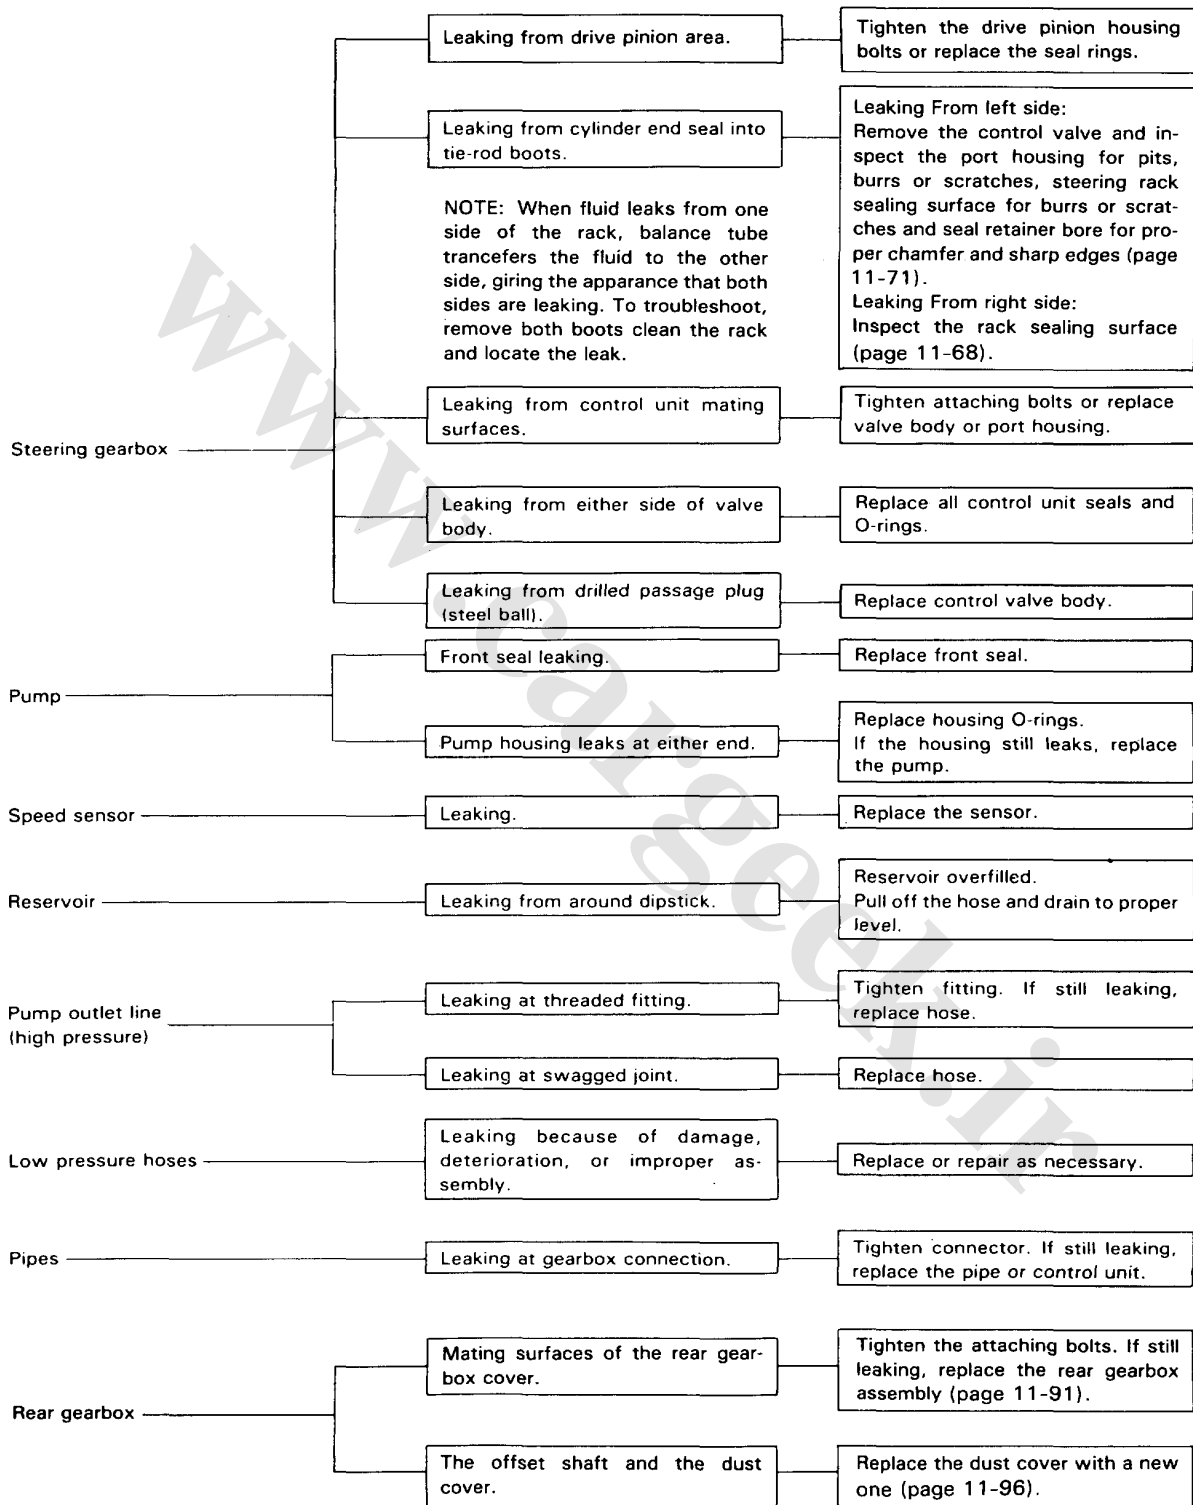 Leaking from drive pinion area.
Tighten the drive pinion housing
bolts or replace the seal rings.
Leaking from cylinder end seal into
tie-rod boots.
NOTE: When fluid leaks from one
side of the rack, balance tube
trancefers the fluid to the other
side, giring the apparance that both
sides are leaking. To troubleshoot,
remove both boots clean the rack
and locate the leak.
Leaking From left side:
Remove the control valve and in-
spect the port housing for pits,
burrs or scratches, steering rack
sealing surface for burrs or scrat-
ches and seal retainer bore for pro-
per chamfer and sharp edges (page
11-71).
Leaking From right side:
Inspect the rack sealing surface
(page 11-68).
Steering gearbox
Leaking from control unit mating
surfaces.
Tighten attaching bolts or replace
valve body or port housing.
Leaking from either side of valve
body.
Replace all control unit seals and
O-rings.
Leaking from drilled passage plug
(steel ball).
Replace control valve body.
Pump
Front seal leaking.
Replace front seal.
Pump housing leaks at either end.
Replace housing O-rings.
If the housing still leaks, replace
the pump.
Speed sensor
Leaking.
Replace the sensor.
Reservoir
Leaking from around dipstick.
Reservoir overfilled.
Pull off the hose and drain to proper
level.
Pump outlet line
(high pressure)
Leaking at threaded fitting.
Tighten fitting. If still leaking,
replace hose.
Leaking at swagged joint.
Replace hose.
Low pressure hoses
Leaking because of damage,
deterioration, or improper as-
sembly.
Replace or repair as necessary.
Pipes
Leaking at gearbox connection.
Tighten connector. If still leaking,
replace the pipe or control unit.
Rear gearbox
Mating surfaces of the rear gear-
box cover.
Tighten the attaching bolts. If still
leaking, replace the rear gearbox
assembly (page 11-91).
The offset shaft and the dust
cover.
Replace the dust cover with a new
one (page 11-96).
www.cargeek.ir